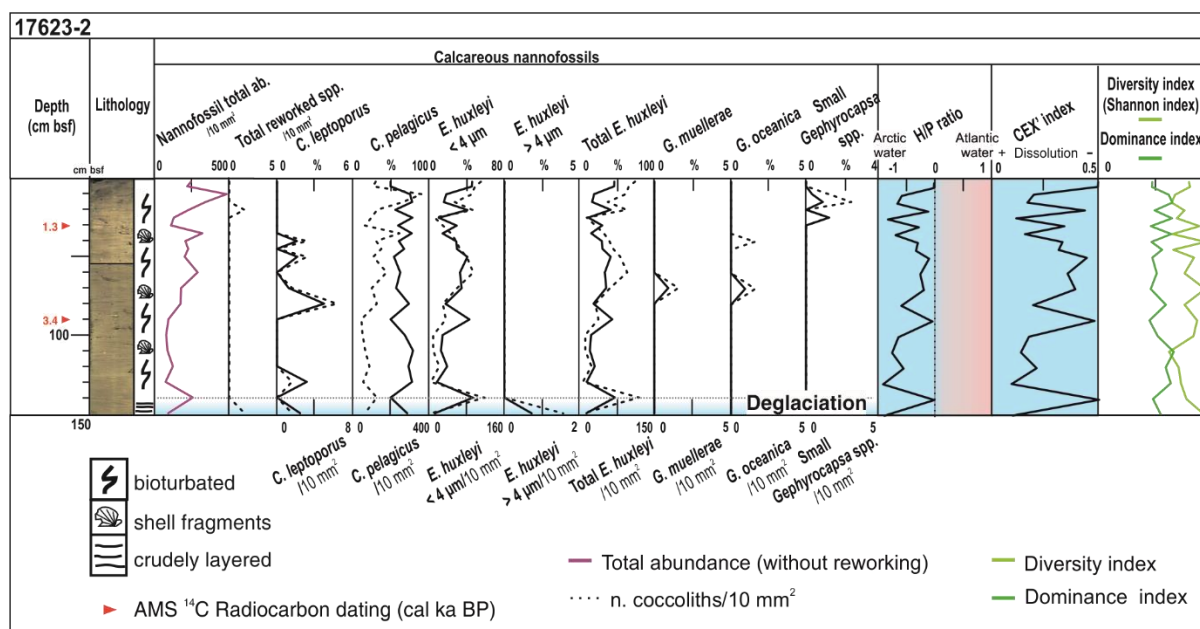 17623-2
Calcareous nannofossils
Depth
(cm bsf)
Lithology
Nannofossil total ab.
/10 mm²
Total reworked spp.
/10 mm²
C. leptoporus
C. pelagicus
E. huxleyi
< 4 µm
E. huxleyi
> 4 µm
Total E. huxleyi
G. muellerae
G. oceanica
Small
Gephyrocapsa
spp.
H/P ratio
Arctic
water
Atlantic
water +
CEX' index
Dissolution –
Diversity index
(Shannon index)
Dominance index
cm bsf
0 500 0 5 0 % 6 0 % 100 0 % 80 0 % 5 0 % 100 0 % 5 0 % 5 0 % 4
-1 0 1 0 0.5 0
1.3
3.4
100
150
Deglaciation
0 8 0 400 0 160 0 2 0 150 0 5 0 5 0 5
C. leptoporus
/10 mm²
C. pelagicus
/10 mm²
E. huxleyi
< 4 µm/10 mm²
E. huxleyi
> 4 µm/10 mm²
Total E. huxleyi
/10 mm²
G. muellerae
/10 mm²
G. oceanica
/10 mm²
Small
Gephyrocapsa spp.
/10 mm²
bioturbated
shell fragments
crudely layered
AMS ¹⁴C Radiocarbon dating (cal ka BP)
Total abundance (without reworking)
n. coccoliths/10 mm²
Diversity index
Dominance index